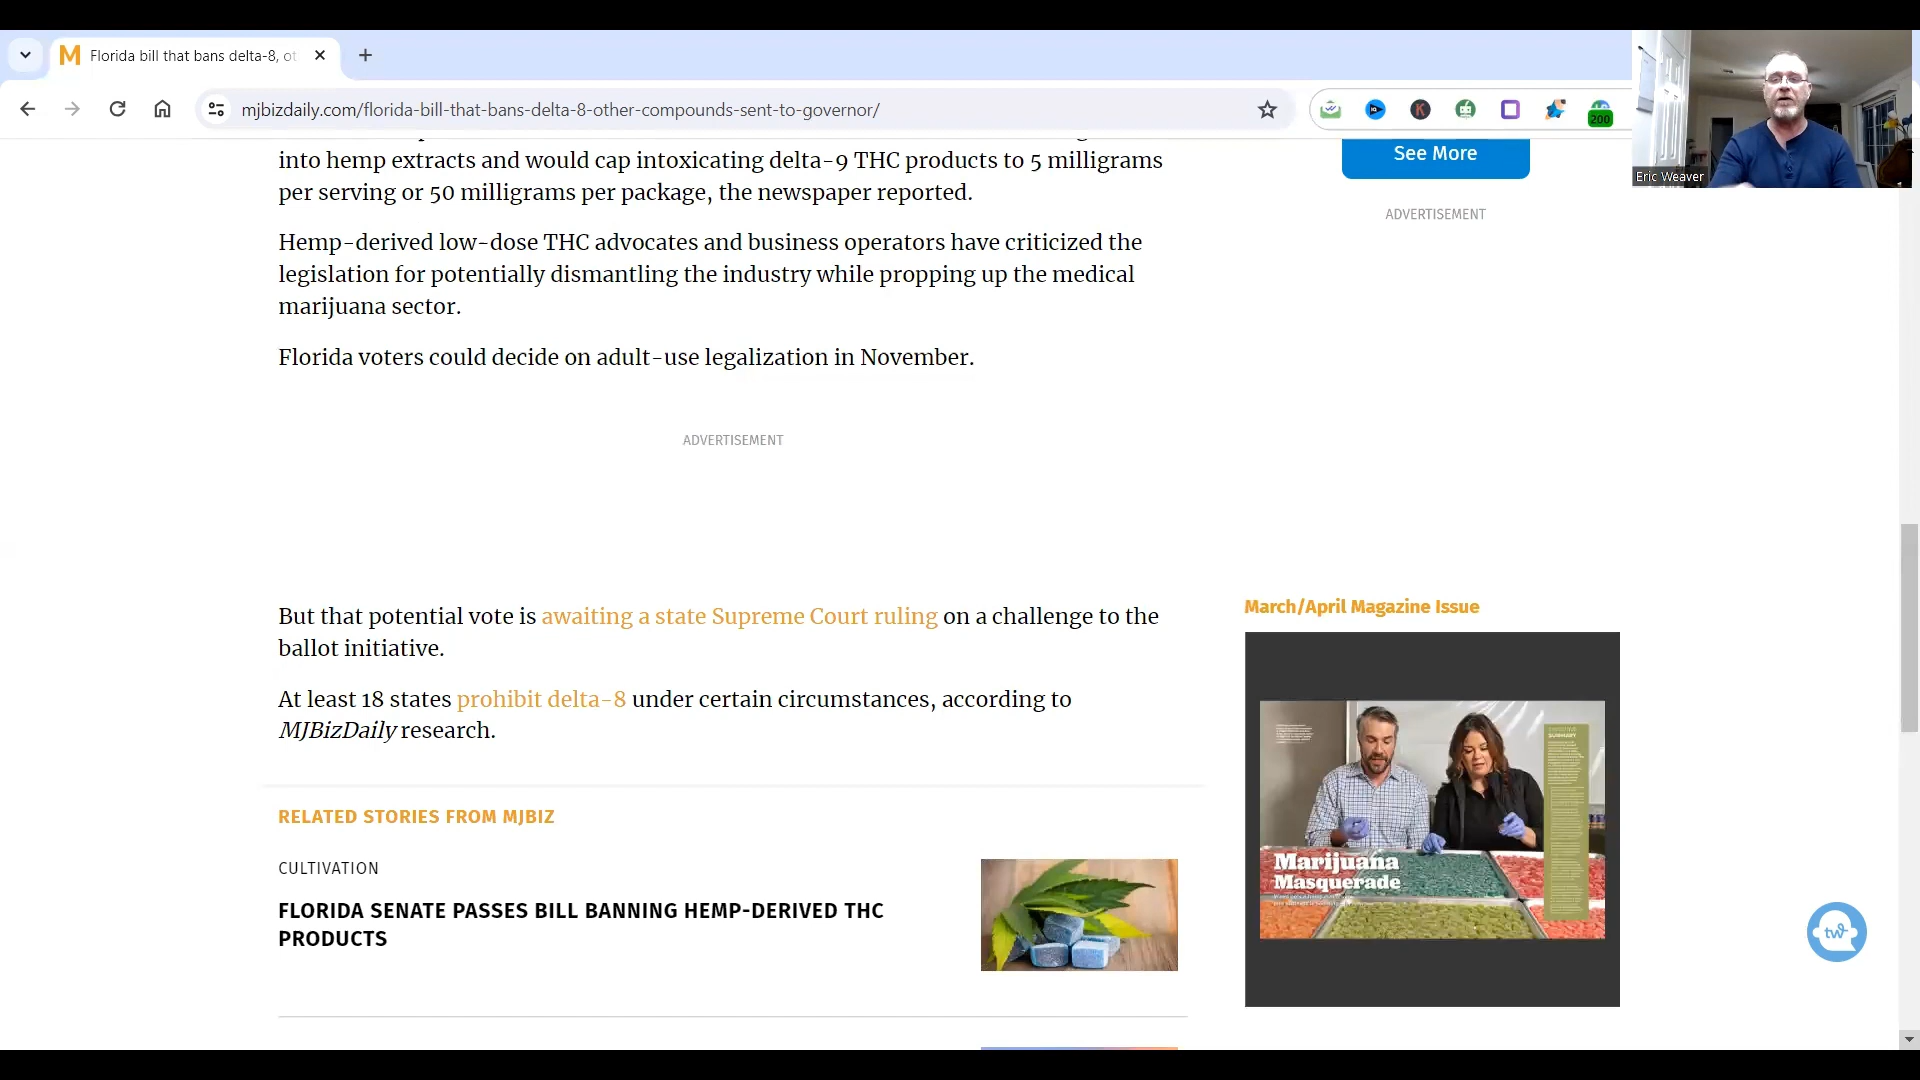 Florida bill that bans delta-8, ot
mjbizdaily.com/florida-bill-that-bans-delta-8-other-compounds-sent-to-governor/
200
Eric Weaver
into hemp extracts and would cap intoxicating delta-9 THC products to 5 milligrams
per serving or 50 milligrams per package, the newspaper reported.
See More
ADVERTISEMENT
Hemp-derived low-dose THC advocates and business operators have criticized the
legislation for potentially dismantling the industry while propping up the medical
marijuana sector.
Florida voters could decide on adult-use legalization in November.
ADVERTISEMENT
But that potential vote is awaiting a state Supreme Court ruling on a challenge to the
ballot initiative.
At least 18 states prohibit delta-8 under certain circumstances, according to
MJBizDaily research.
March/April Magazine Issue
Marijuana
Masquerade
RELATED STORIES FROM MJBIZ
CULTIVATION
FLORIDA SENATE PASSES BILL BANNING HEMP-DERIVED THC
PRODUCTS